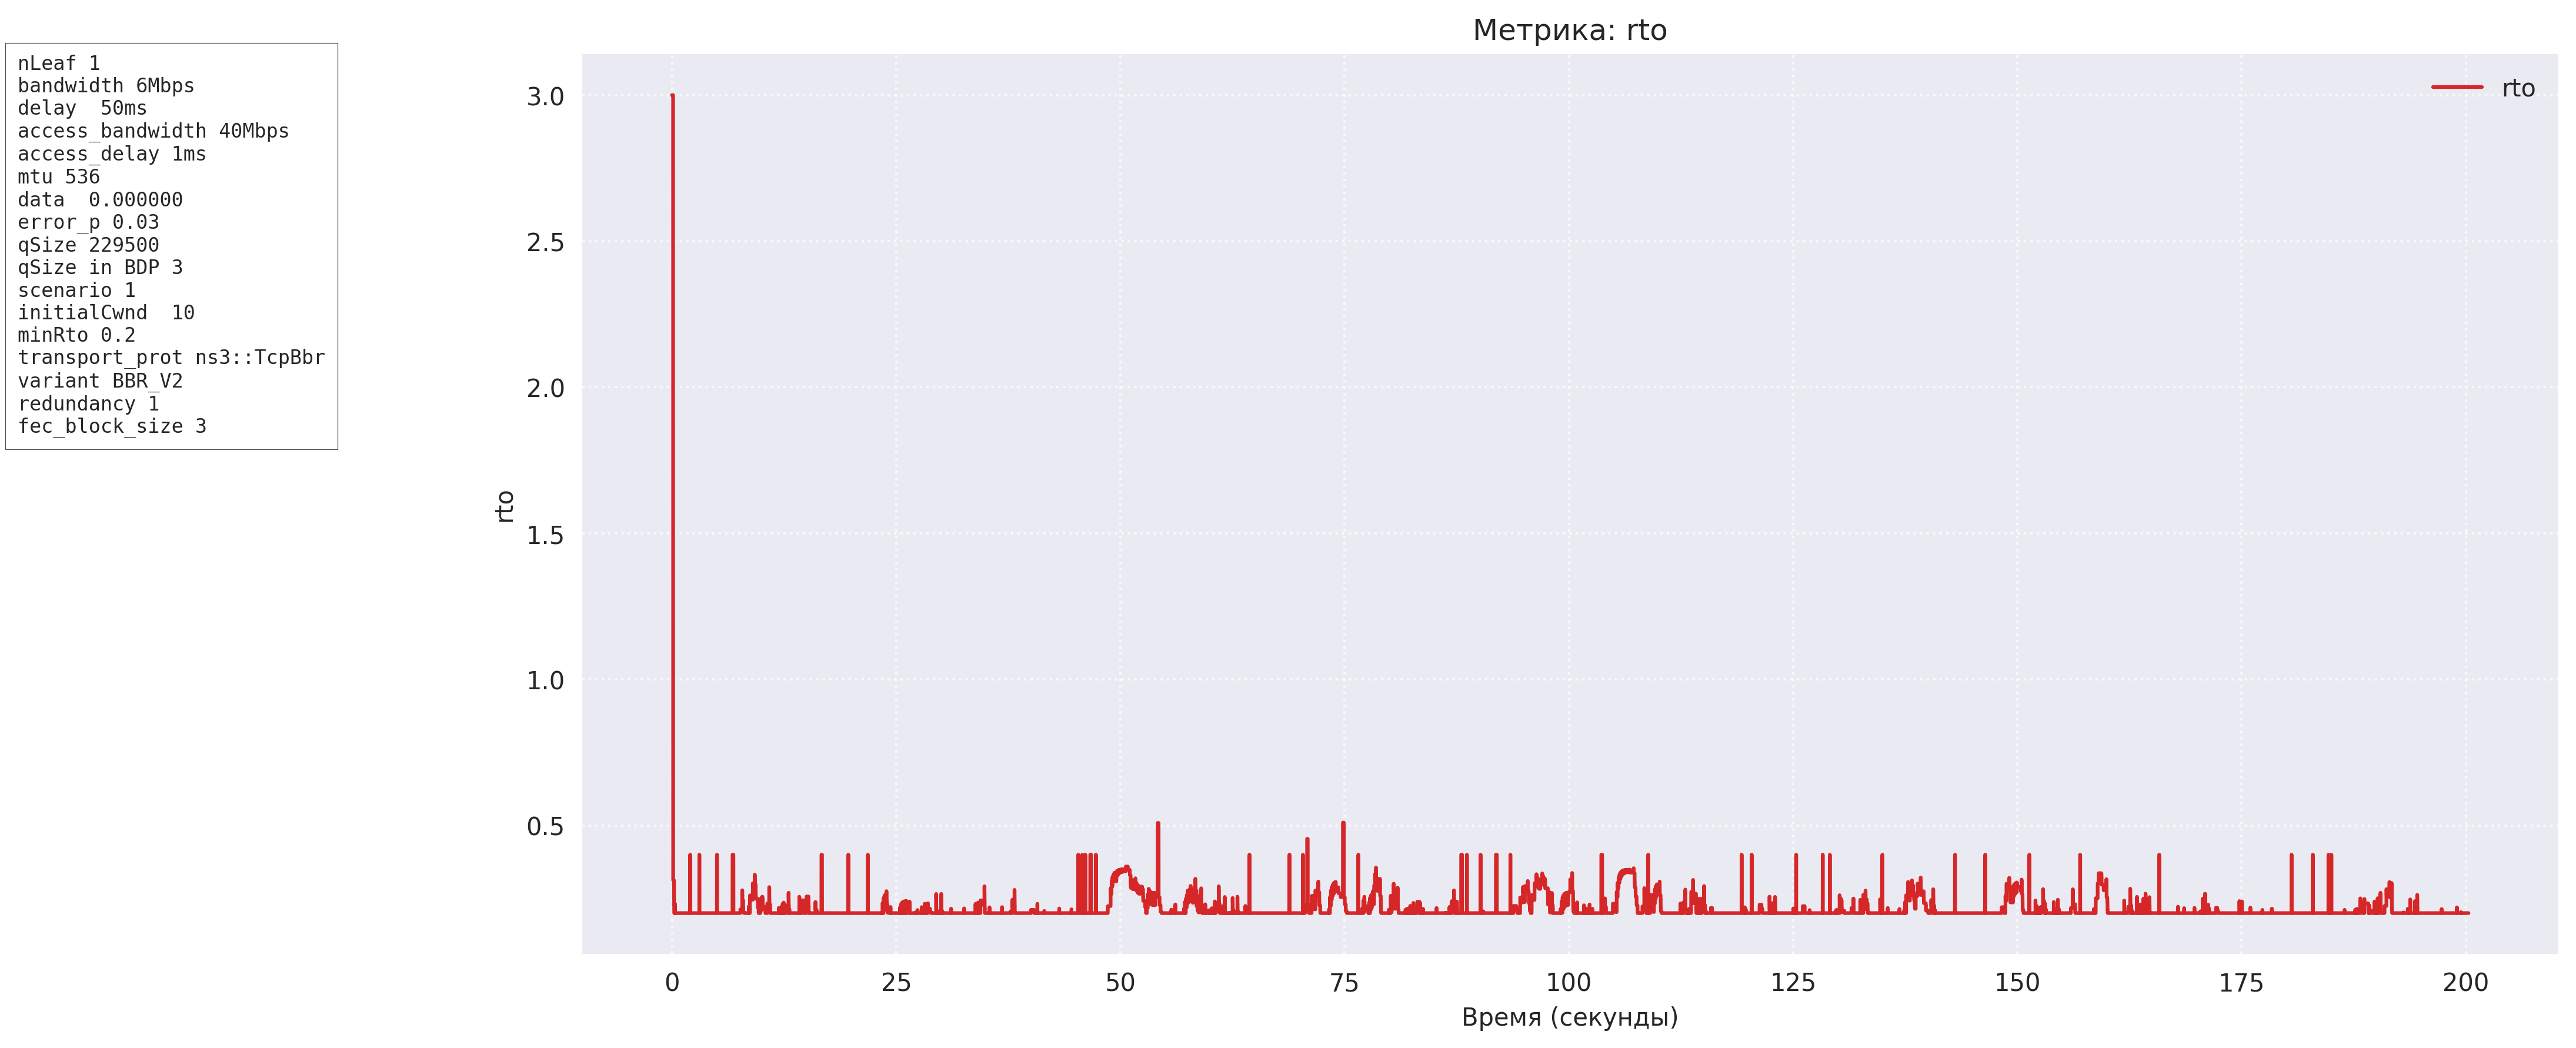 Метрика: rto
nLeaf 1
bandwidth 6Mbps
delay  50ms
access_bandwidth 40Mbps
access_delay 1ms
mtu 536
data  0.000000
error_p 0.03
qSize 229500
qSize in BDP 3
scenario 1
initialCwnd  10
minRto 0.2
transport_prot ns3::TcpBbr
variant BBR_V2
redundancy 1
fec_block_size 3
rto
rto
3.0
2.5
2.0
1.5
1.0
0.5
0 25 50 75 100 125 150 175 200
Время (секунды)